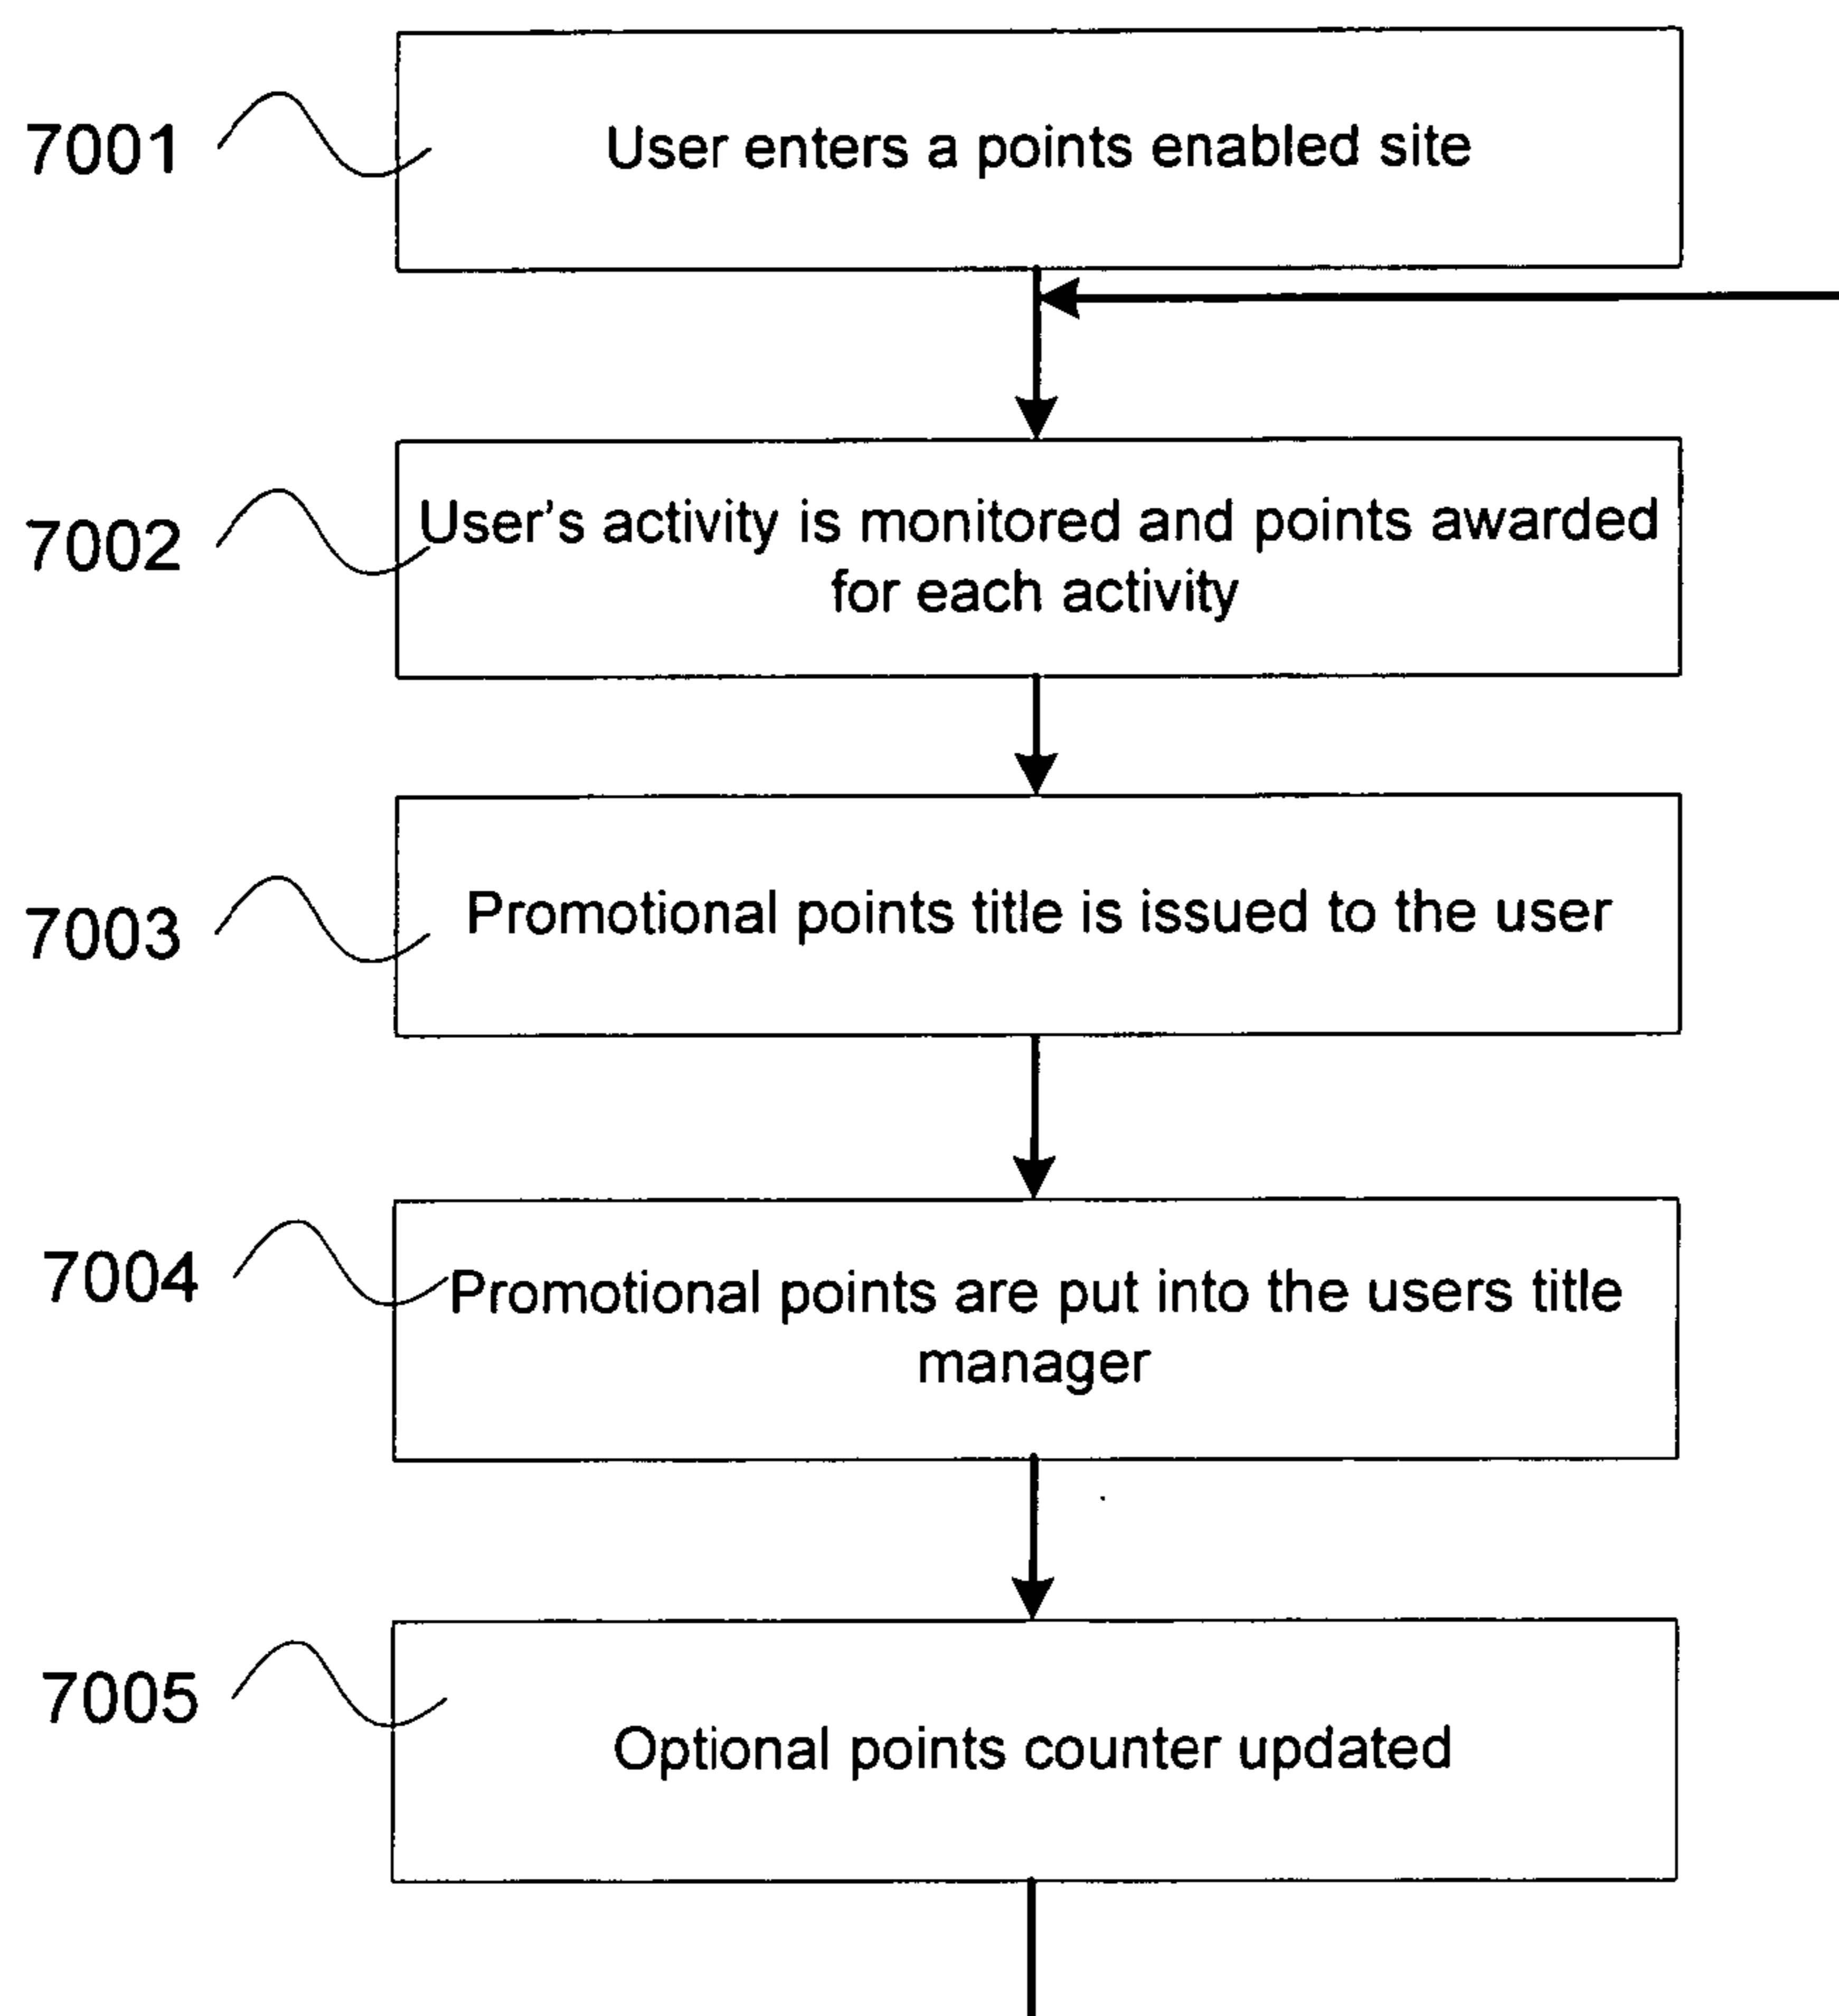 7001
User enters a points enabled site
7002
User's activity is monitored and points awarded
for each activity
7003
Promotional points title is issued to the user
7004
Promotional points are put into the users title
manager
7005
Optional points counter updated